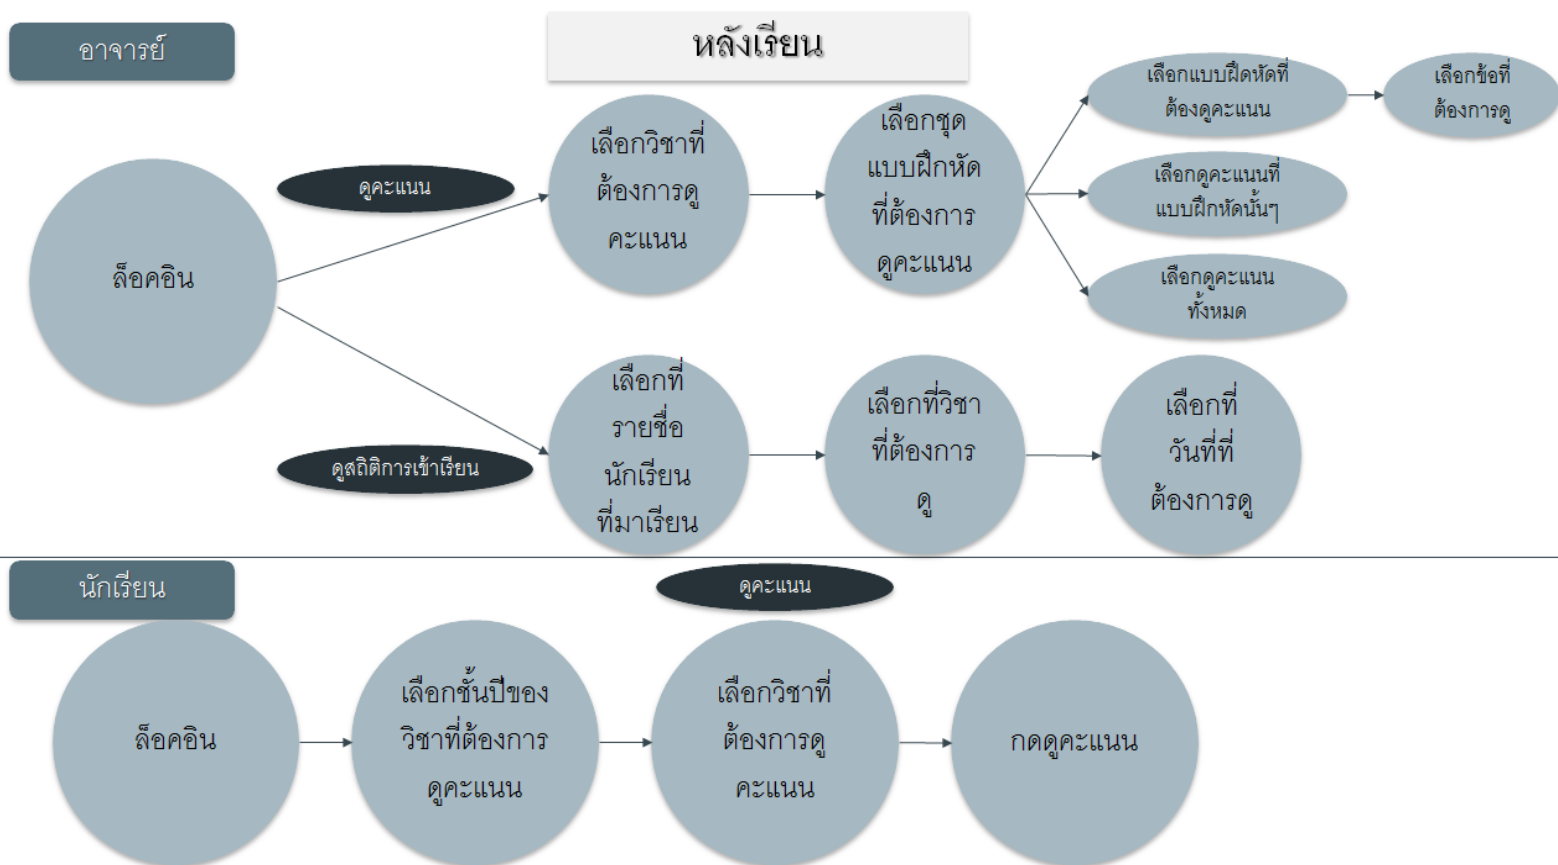 อาจารย์
หลังเรียน
ล็อคอิน
ดูคะแนน
เลือกวิชาที่
ต้องการดู
คะแนน
เลือกชุด
แบบฝึกหัด
ที่ต้องการ
ดูคะแนน
เลือกแบบฝึดหัดที่
ต้องดูคะแนน
เลือกข้อที่
ต้องการดู
เลือกดูคะแนนที่
แบบฝึกหัดนั้นๆ
เลือกดูคะแนน
ทั้งหมด
ดูสถิติการเข้าเรียน
เลือกที่
รายชื่อ
นักเรียน
ที่มาเรียน
เลือกที่วิชา
ที่ต้องการ
ดู
เลือกที่
วันที่ที่
ต้องการดู
นักเรียน
ดูคะแนน
ล็อคอิน
เลือกชั้นปีของ
วิชาที่ต้องการ
ดูคะแนน
เลือกวิชาที่
ต้องการดู
คะแนน
กดดูคะแนน